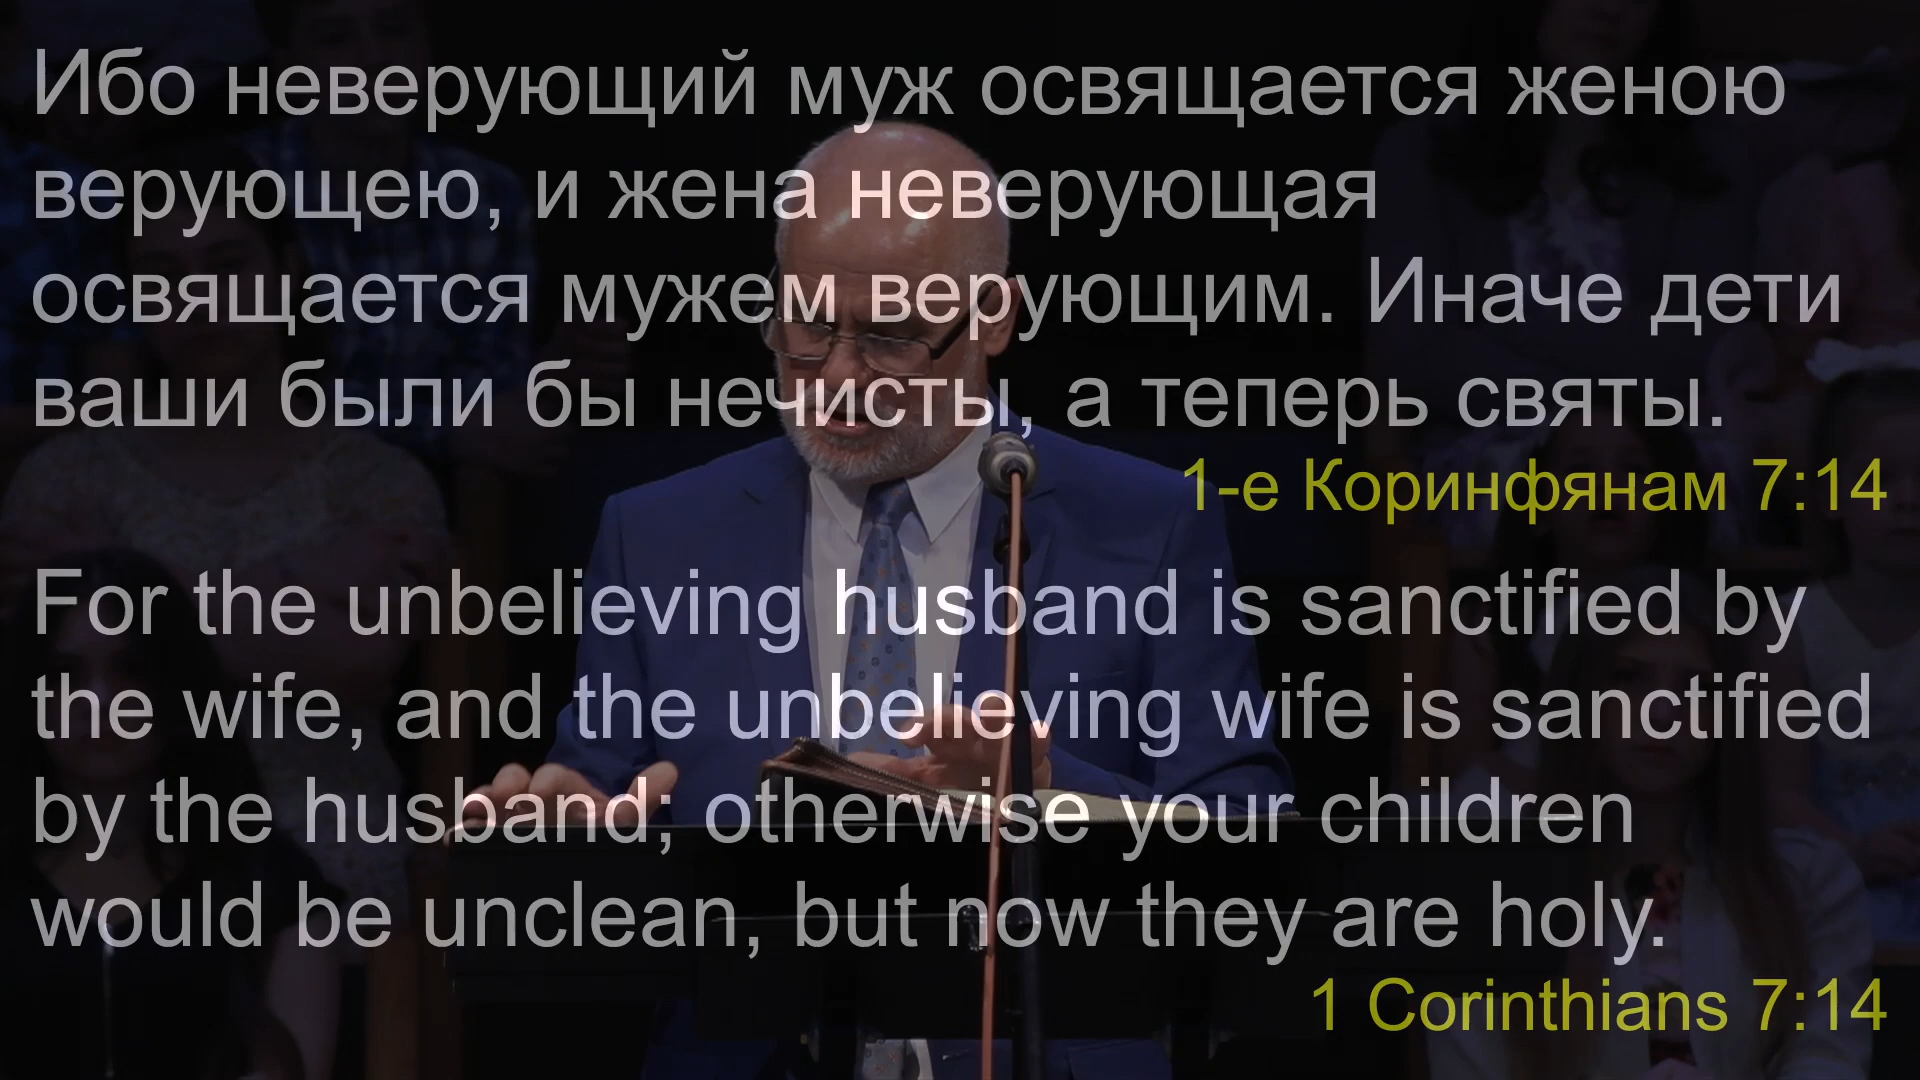 Ибо неверующий муж освящается женою
верующею, и жена неверующая
освящается мужем верующим. Иначе дети
ваши были бы нечисты, а теперь святы.
1-е Коринфянам 7:14
For the unbelieving husband is sanctified by
the wife, and the unbelieving wife is sanctified
by the husband; otherwise your children
would be unclean, but now they are holy.
1 Corinthians 7:14